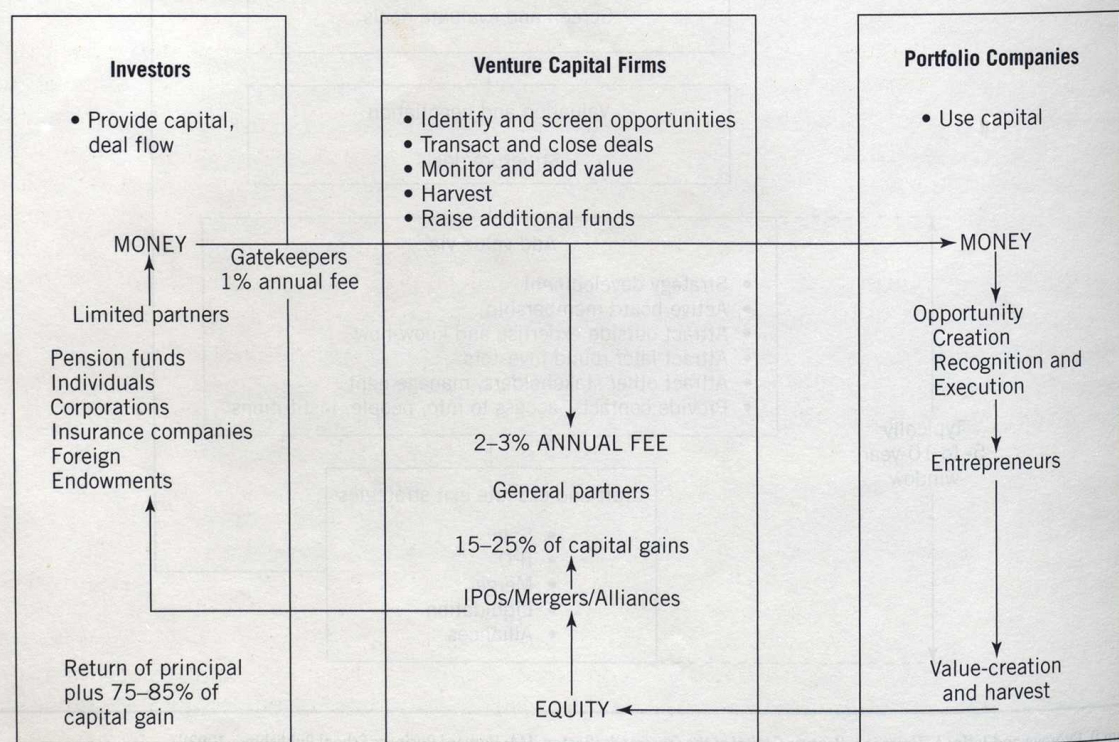 Investors
• Provide capital,
deal flow
MONEY
Gatekeepers
1% annual fee
Limited partners
Pension funds
Individuals
Corporations
Insurance companies
Foreign
Endowments
Return of principal
plus 75–85% of
capital gain
Venture Capital Firms
• Identify and screen opportunities
• Transact and close deals
• Monitor and add value
• Harvest
• Raise additional funds
2–3% ANNUAL FEE
General partners
15–25% of capital gains
IPOs/Mergers/Alliances
EQUITY
Portfolio Companies
• Use capital
MONEY
Opportunity
Creation
Recognition and
Execution
Entrepreneurs
Value-creation
and harvest